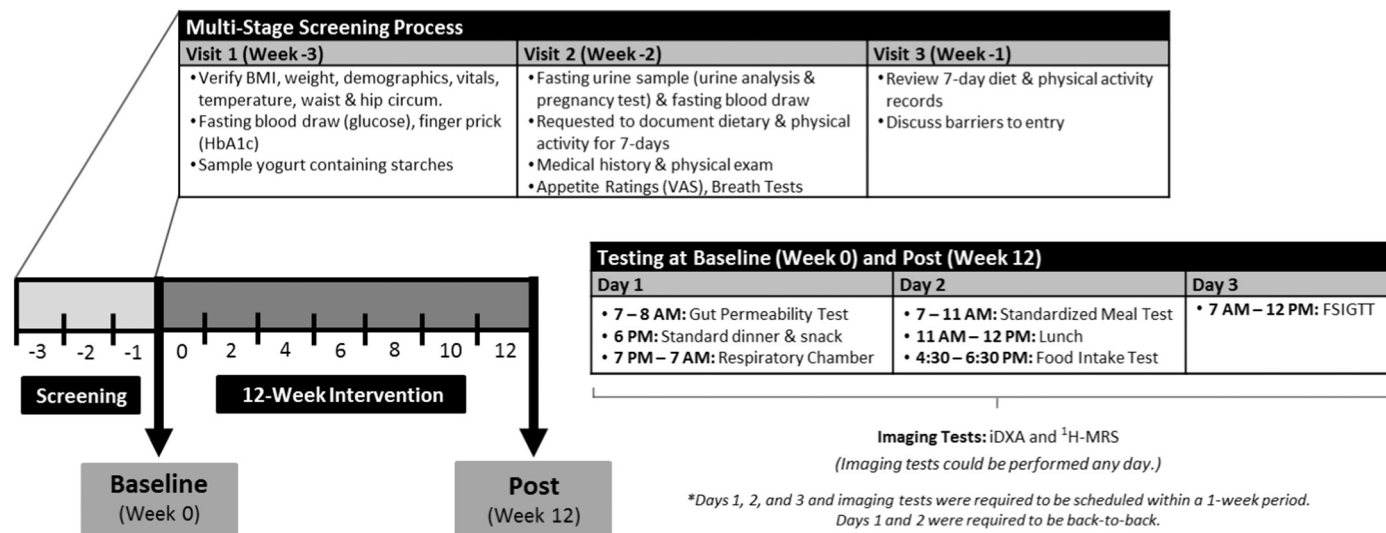 Multi-Stage Screening Process
Visit 1 (Week -3)
•Verify BMI, weight, demographics, vitals,
temperature, waist & hip circum.
•Fasting blood draw (glucose), finger prick
(HbA1c)
•Sample yogurt containing starches
Visit 2 (Week -2)
•Fasting urine sample (urine analysis &
pregnancy test) & fasting blood draw
•Requested to document dietary & physical
activity for 7-days
•Medical history & physical exam
•Appetite Ratings (VAS), Breath Tests
Visit 3 (Week -1)
•Review 7-day diet & physical activity
records
•Discuss barriers to entry
-3 -2 -1 0 2 4 6 8 10 12
Screening
12-Week Intervention
Baseline
(Week 0)
Post
(Week 12)
Testing at Baseline (Week 0) and Post (Week 12)
Day 1
• 7 – 8 AM: Gut Permeability Test
• 6 PM: Standard dinner & snack
• 7 PM – 7 AM: Respiratory Chamber
Day 2
• 7 – 11 AM: Standardized Meal Test
• 11 AM – 12 PM: Lunch
• 4:30 – 6:30 PM: Food Intake Test
Day 3
• 7 AM – 12 PM: FSIGTT
Imaging Tests: iDXA and ¹H-MRS
(Imaging tests could be performed any day.)
*Days 1, 2, and 3 and imaging tests were required to be scheduled within a 1-week period.
Days 1 and 2 were required to be back-to-back.